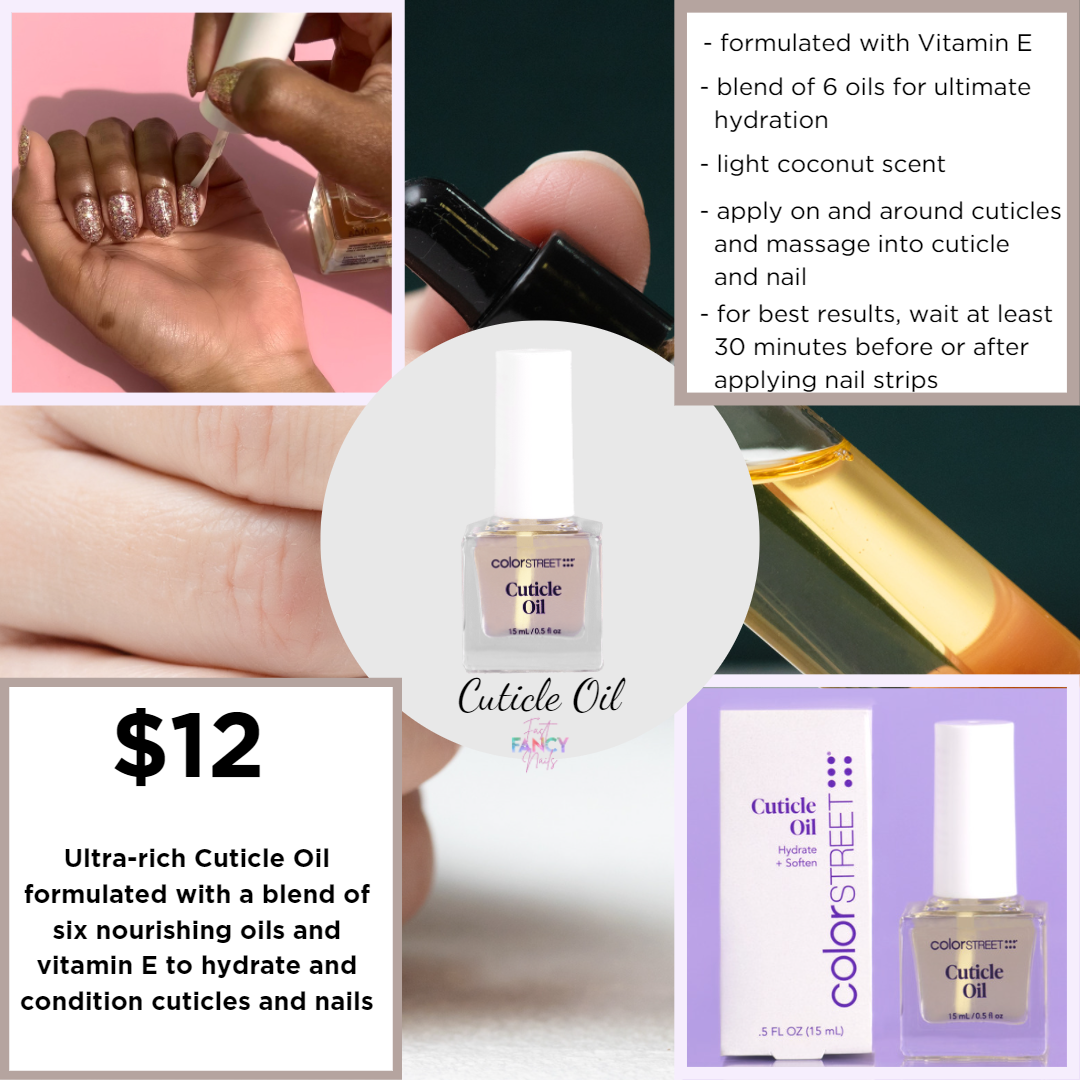 - formulated with Vitamin E
- blend of 6 oils for ultimate
hydration
- light coconut scent
- apply on and around cuticles
and massage into cuticle
and nail
- for best results, wait at least
30 minutes before or after
applying nail strips
colorSTREET
Cuticle
Oil
15 mL/0.5 fl oz
Cuticle Oil
Fast
FANCY
Nails
$12
Ultra-rich Cuticle Oil
formulated with a blend of
six nourishing oils and
vitamin E to hydrate and
condition cuticles and nails
Cuticle
Oil
Hydrate
+ Soften
colorSTREET
.5 FL OZ (15 mL)
colorSTREET
Cuticle
Oil
15 mL/0.5 fl oz